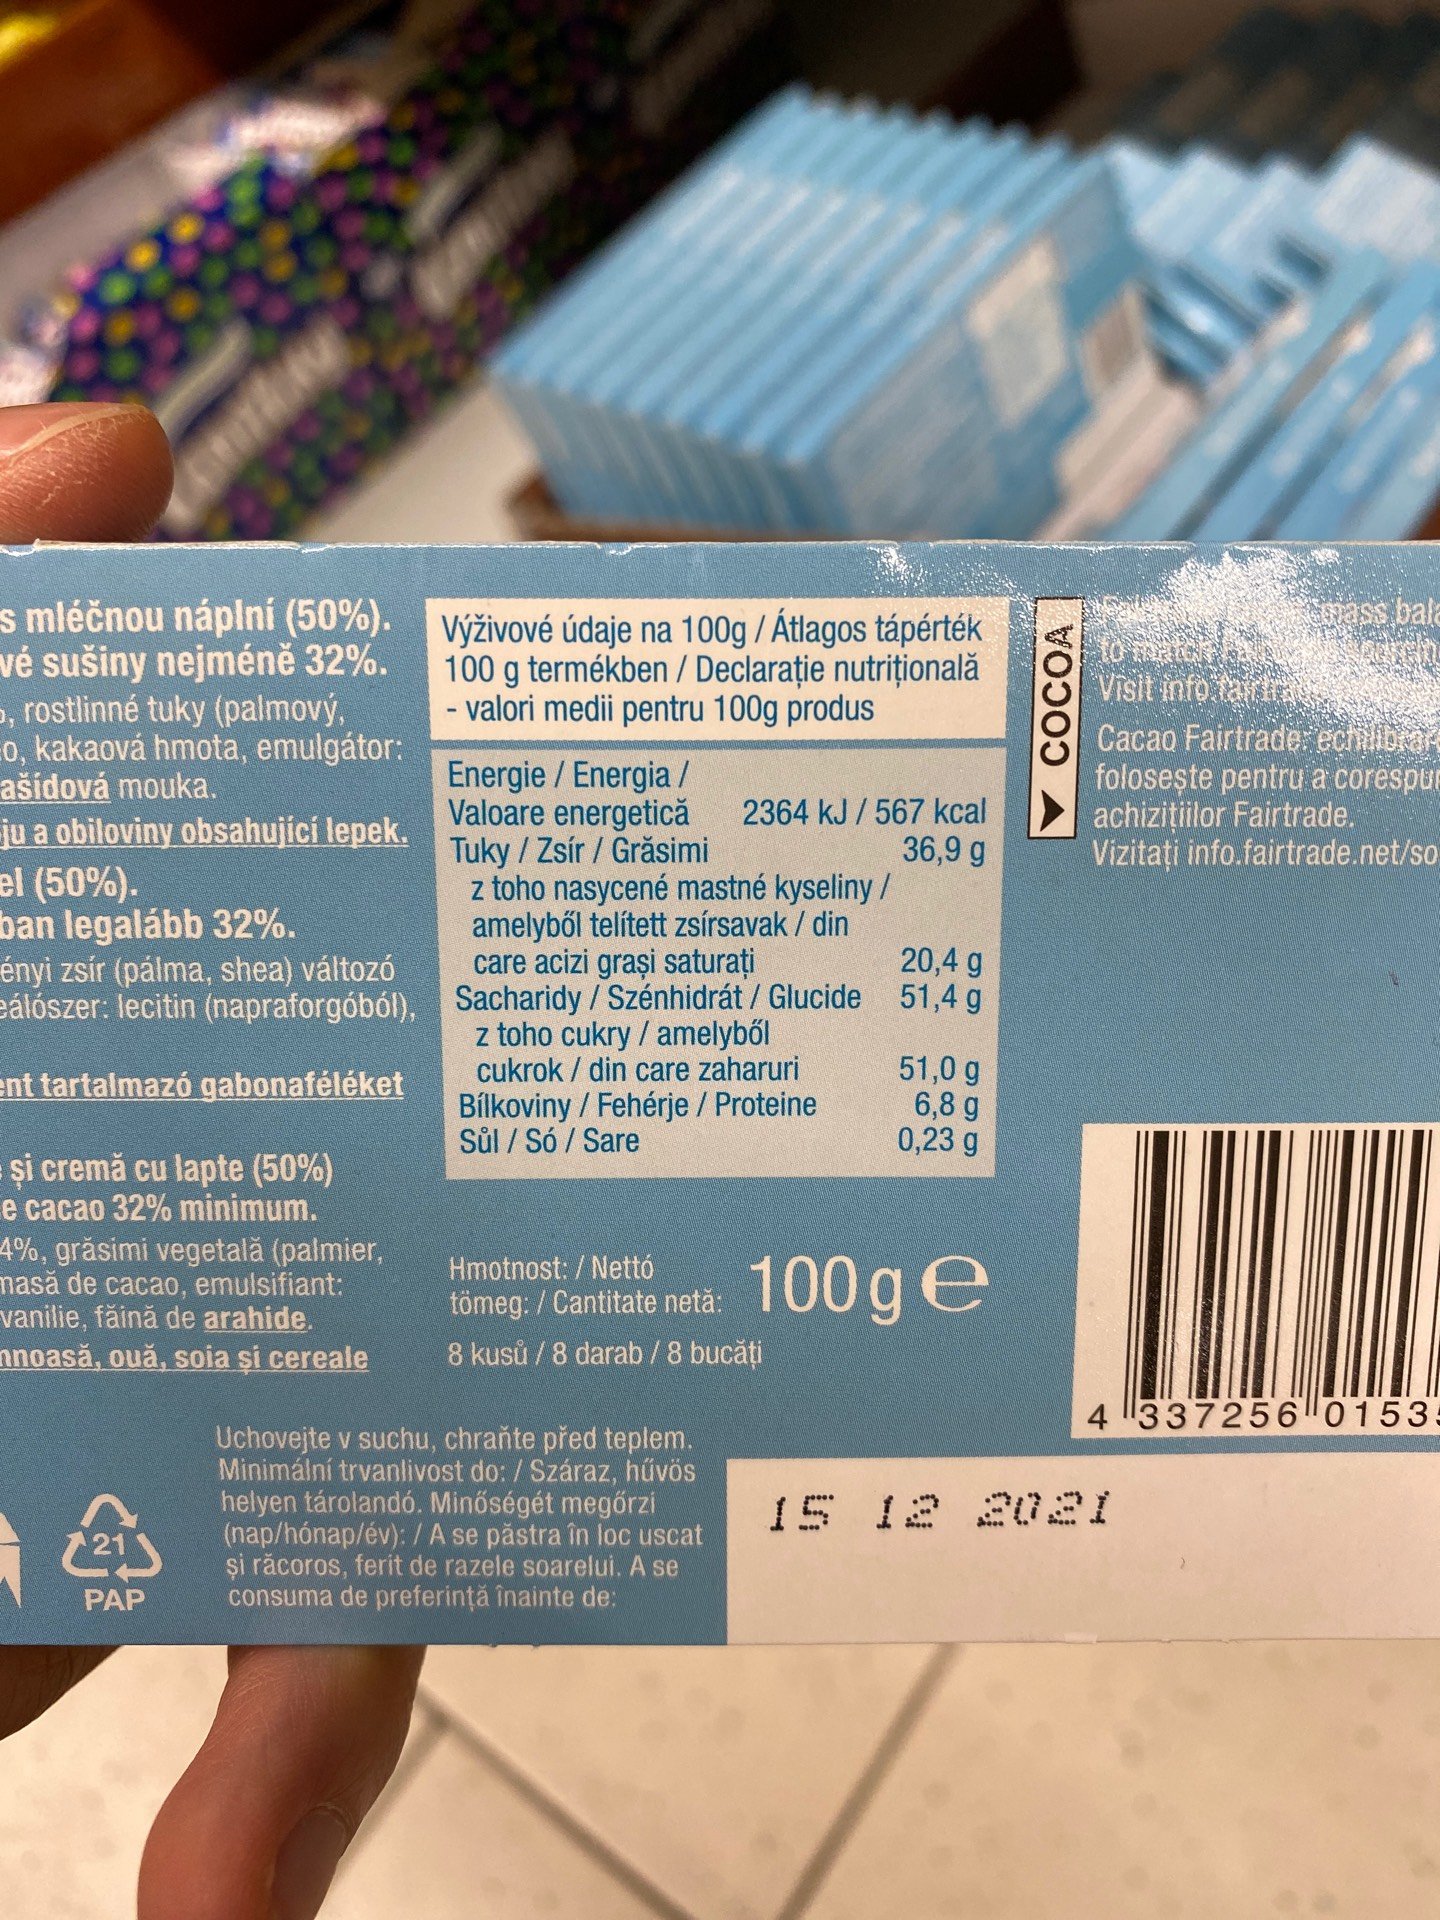 s mléčnou náplní (50%).
vé sušiny nejméně 32%.
, rostlinné tuky (palmový,
o, kakaová hmota, emulgátor:
ašídová mouka.
ju a obiloviny obsahující lepek.
el (50%).
ban legalább 32%.
ényi zsír (pálma, shea) változó
eálószer: lecitin (napraforgóból),
ent tartalmazó gabonaféléket
și cremă cu lapte (50%)
e cacao 32% minimum.
4%, grăsimi vegetală (palmier,
masă de cacao, emulsifiant:
vanilie, făină de arahide.
mnoasă, ouă, soia și cereale
Výživové údaje na 100g / Átlagos tápérték
100 g termékben / Declarație nutrițională
- valori medii pentru 100g produs
Energie / Energia /
Valoare energetică 2364 kJ / 567 kcal
Tuky / Zsír / Grăsimi 36,9 g
z toho nasycené mastné kyseliny /
amelyből telített zsírsavak / din
care acizi grași saturați 20,4 g
Sacharidy / Szénhidrát / Glucide 51,4 g
z toho cukry / amelyből
cukrok / din care zaharuri 51,0 g
Bílkoviny / Fehérje / Proteine 6,8 g
Sůl / Só / Sare 0,23 g
Hmotnost: / Nettó
tömeg: / Cantitate netă: 100g e
8 kusů / 8 darab / 8 bucăți
COCOA
mass bala
Visit info.fairtra
Cacao Fairtrade: echilibrar
folosește pentru a corespun
achizițiilor Fairtrade.
Vizitați info.fairtrade.net/so
4 337256 0153
21
PAP
Uchovejte v suchu, chraňte před teplem.
Minimální trvanlivost do: / Száraz, hűvös
helyen tárolandó. Minőségét megőrzi
(nap/hónap/év): / A se păstra în loc uscat
și răcoros, ferit de razele soarelui. A se
consuma de preferință înainte de:
15 12 2021